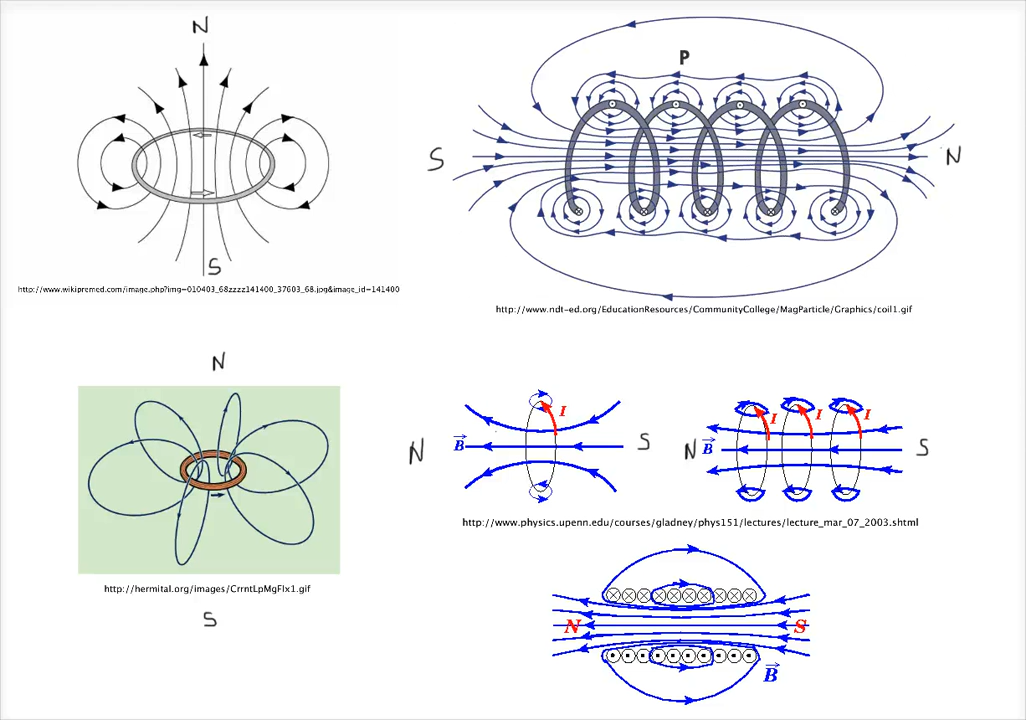 N
S
http://www.wikipremed.com/image.php?img=010403_68zzzz141400_37603_68.jpg&image_id=141400
P
S
N
http://www.ndt-ed.org/EducationResources/CommunityCollege/MagParticle/Graphics/coil1.gif
N
http://hermital.org/images/CrrntLpMgFlx1.gif
S
I
N B S
I I I
N B S
http://www.physics.upenn.edu/courses/gladney/phys151/lectures/lecture_mar_07_2003.shtml
N S
B